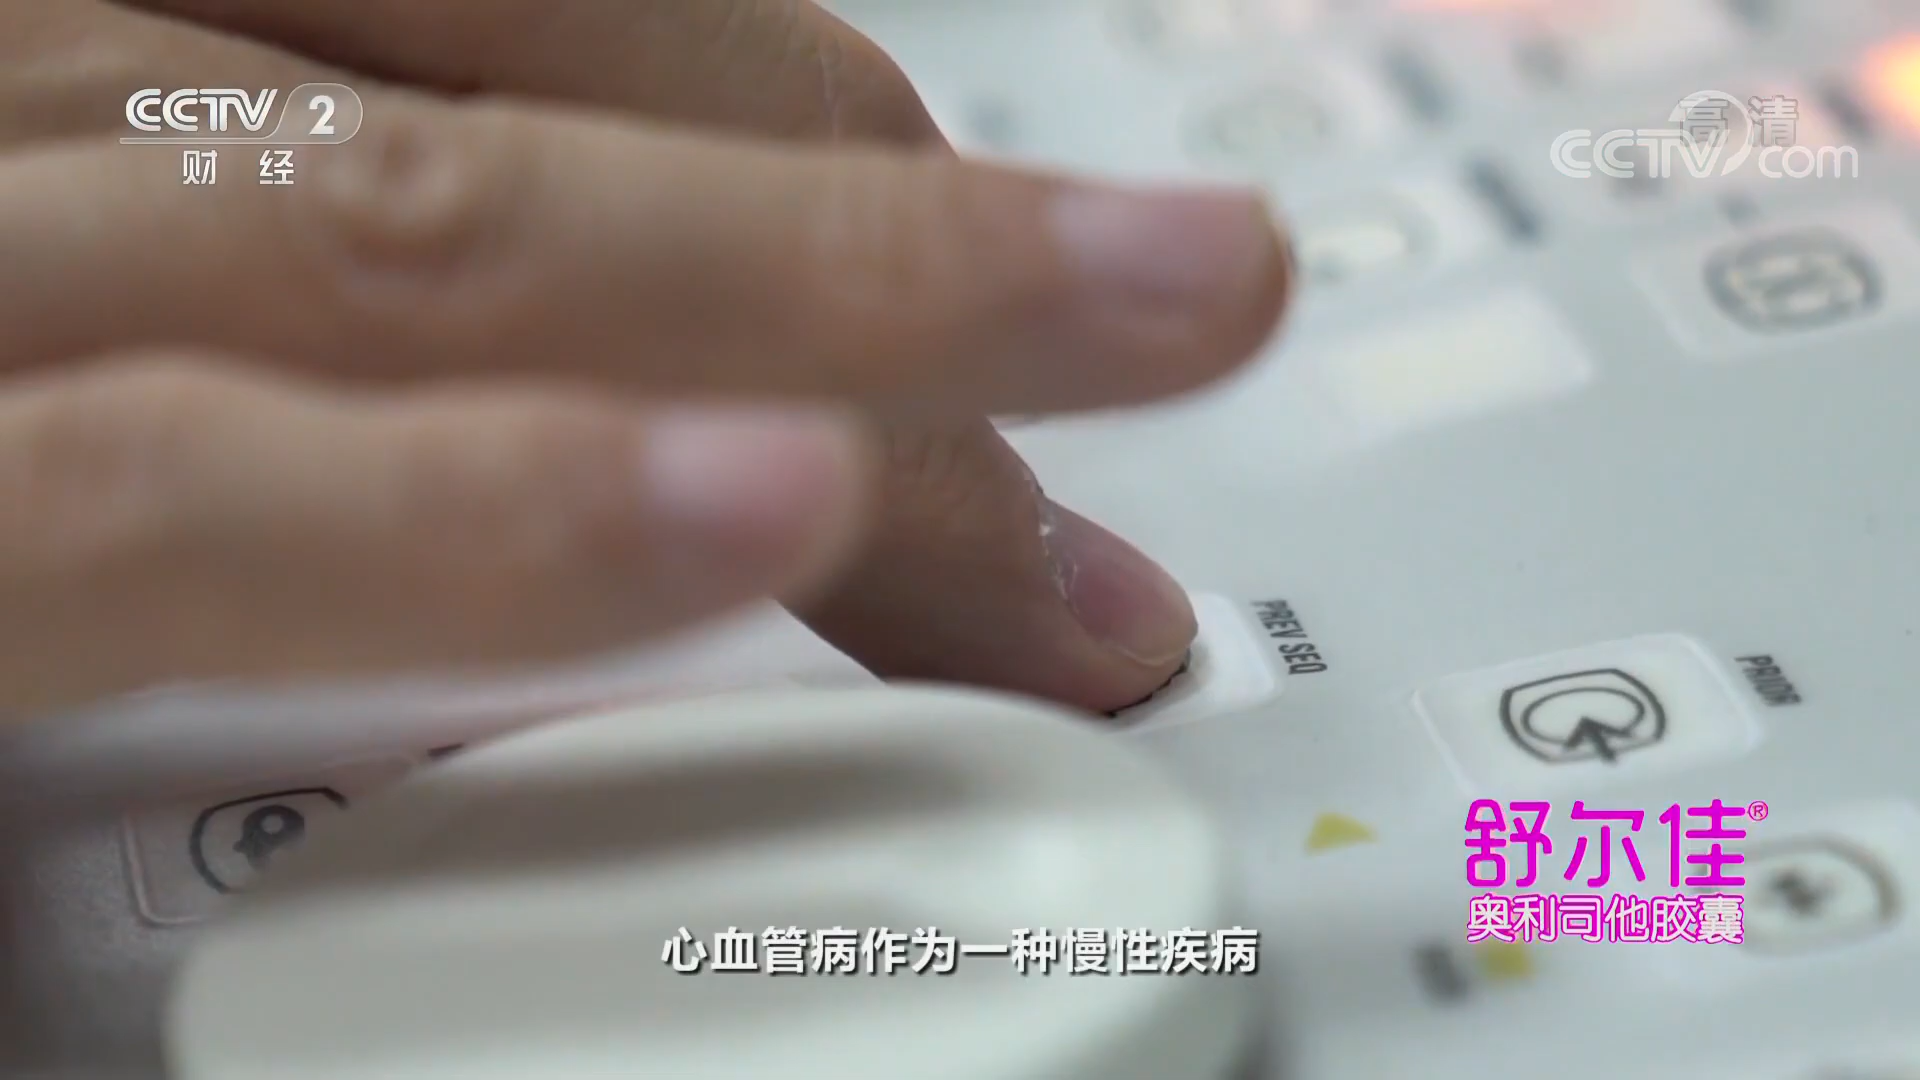 CCTV 2
财 经
高清
CCTV.com
PREV SEQ
PRIOR
舒尔佳®
奥利司他胶囊
心血管病作为一种慢性疾病